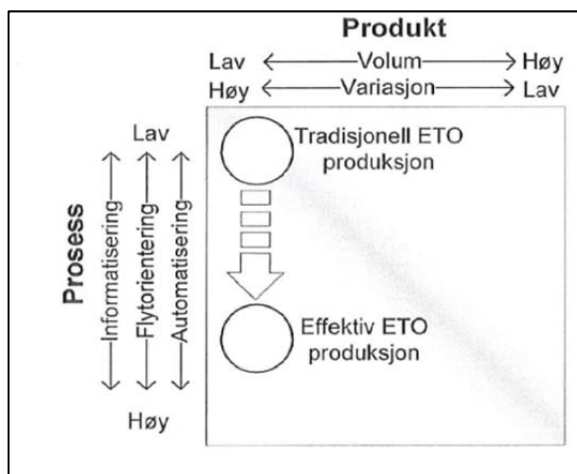 Produkt
Lav Volum Høy
Høy Variasjon Lav
Lav
Prosess
Informatisering
Flytorientering
Automatisering
Høy
Tradisjonell ETO
produksjon
Effektiv ETO
produksjon